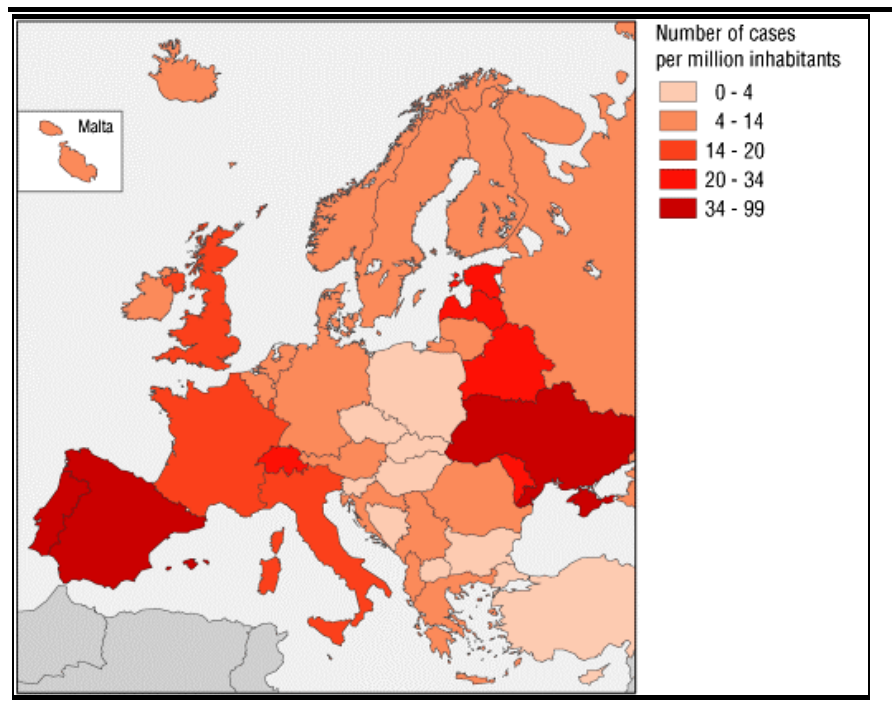 Number of cases
per million inhabitants
0 - 4
4 - 14
14 - 20
20 - 34
34 - 99
Malta